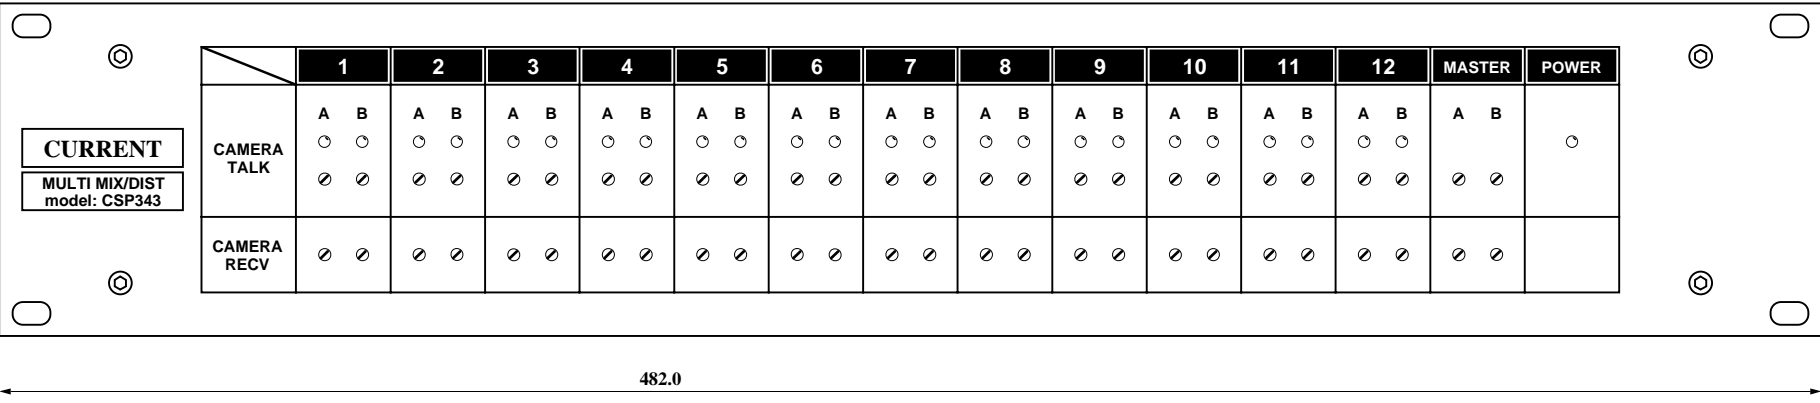 1 2 3 4 5 6 7 8 9 10 11 12 MASTER POWER
A B A B A B A B A B A B A B A B A B A B A B A B A B
CURRENT
CAMERA
TALK
MULTI MIX/DIST
model: CSP343
CAMERA
RECV
482.0